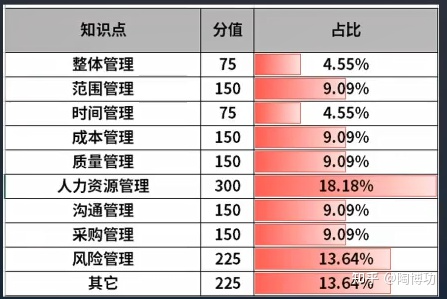 知识点 分值 占比
整体管理 75 4.55%
范围管理 150 9.09%
时间管理 75 4.55%
成本管理 150 9.09%
质量管理 150 9.09%
人力资源管理 300 18.18%
沟通管理 150 9.09%
采购管理 150 9.09%
风险管理 225 13.64%
其它 225 13.64%
知乎 @陶博功